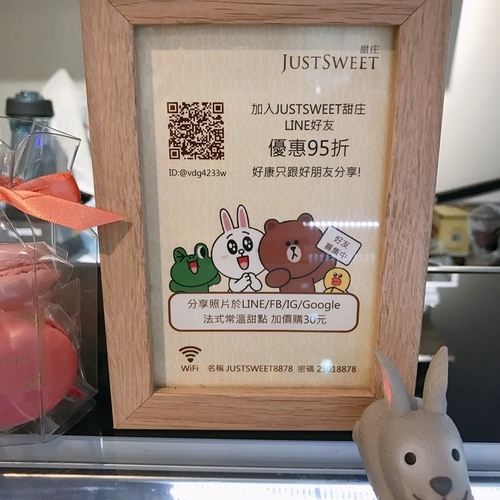 甜庄
JUSTSWEET
加入JUSTSWEET甜庄
LINE好友
優惠95折
好康只跟好朋友分享!
ID:@vdg4233w
好友
募集中
分享照片於LINE/FB/IG/Google
法式常溫甜點 加價購30元
WiFi 名稱 JUSTSWEET8878 密碼